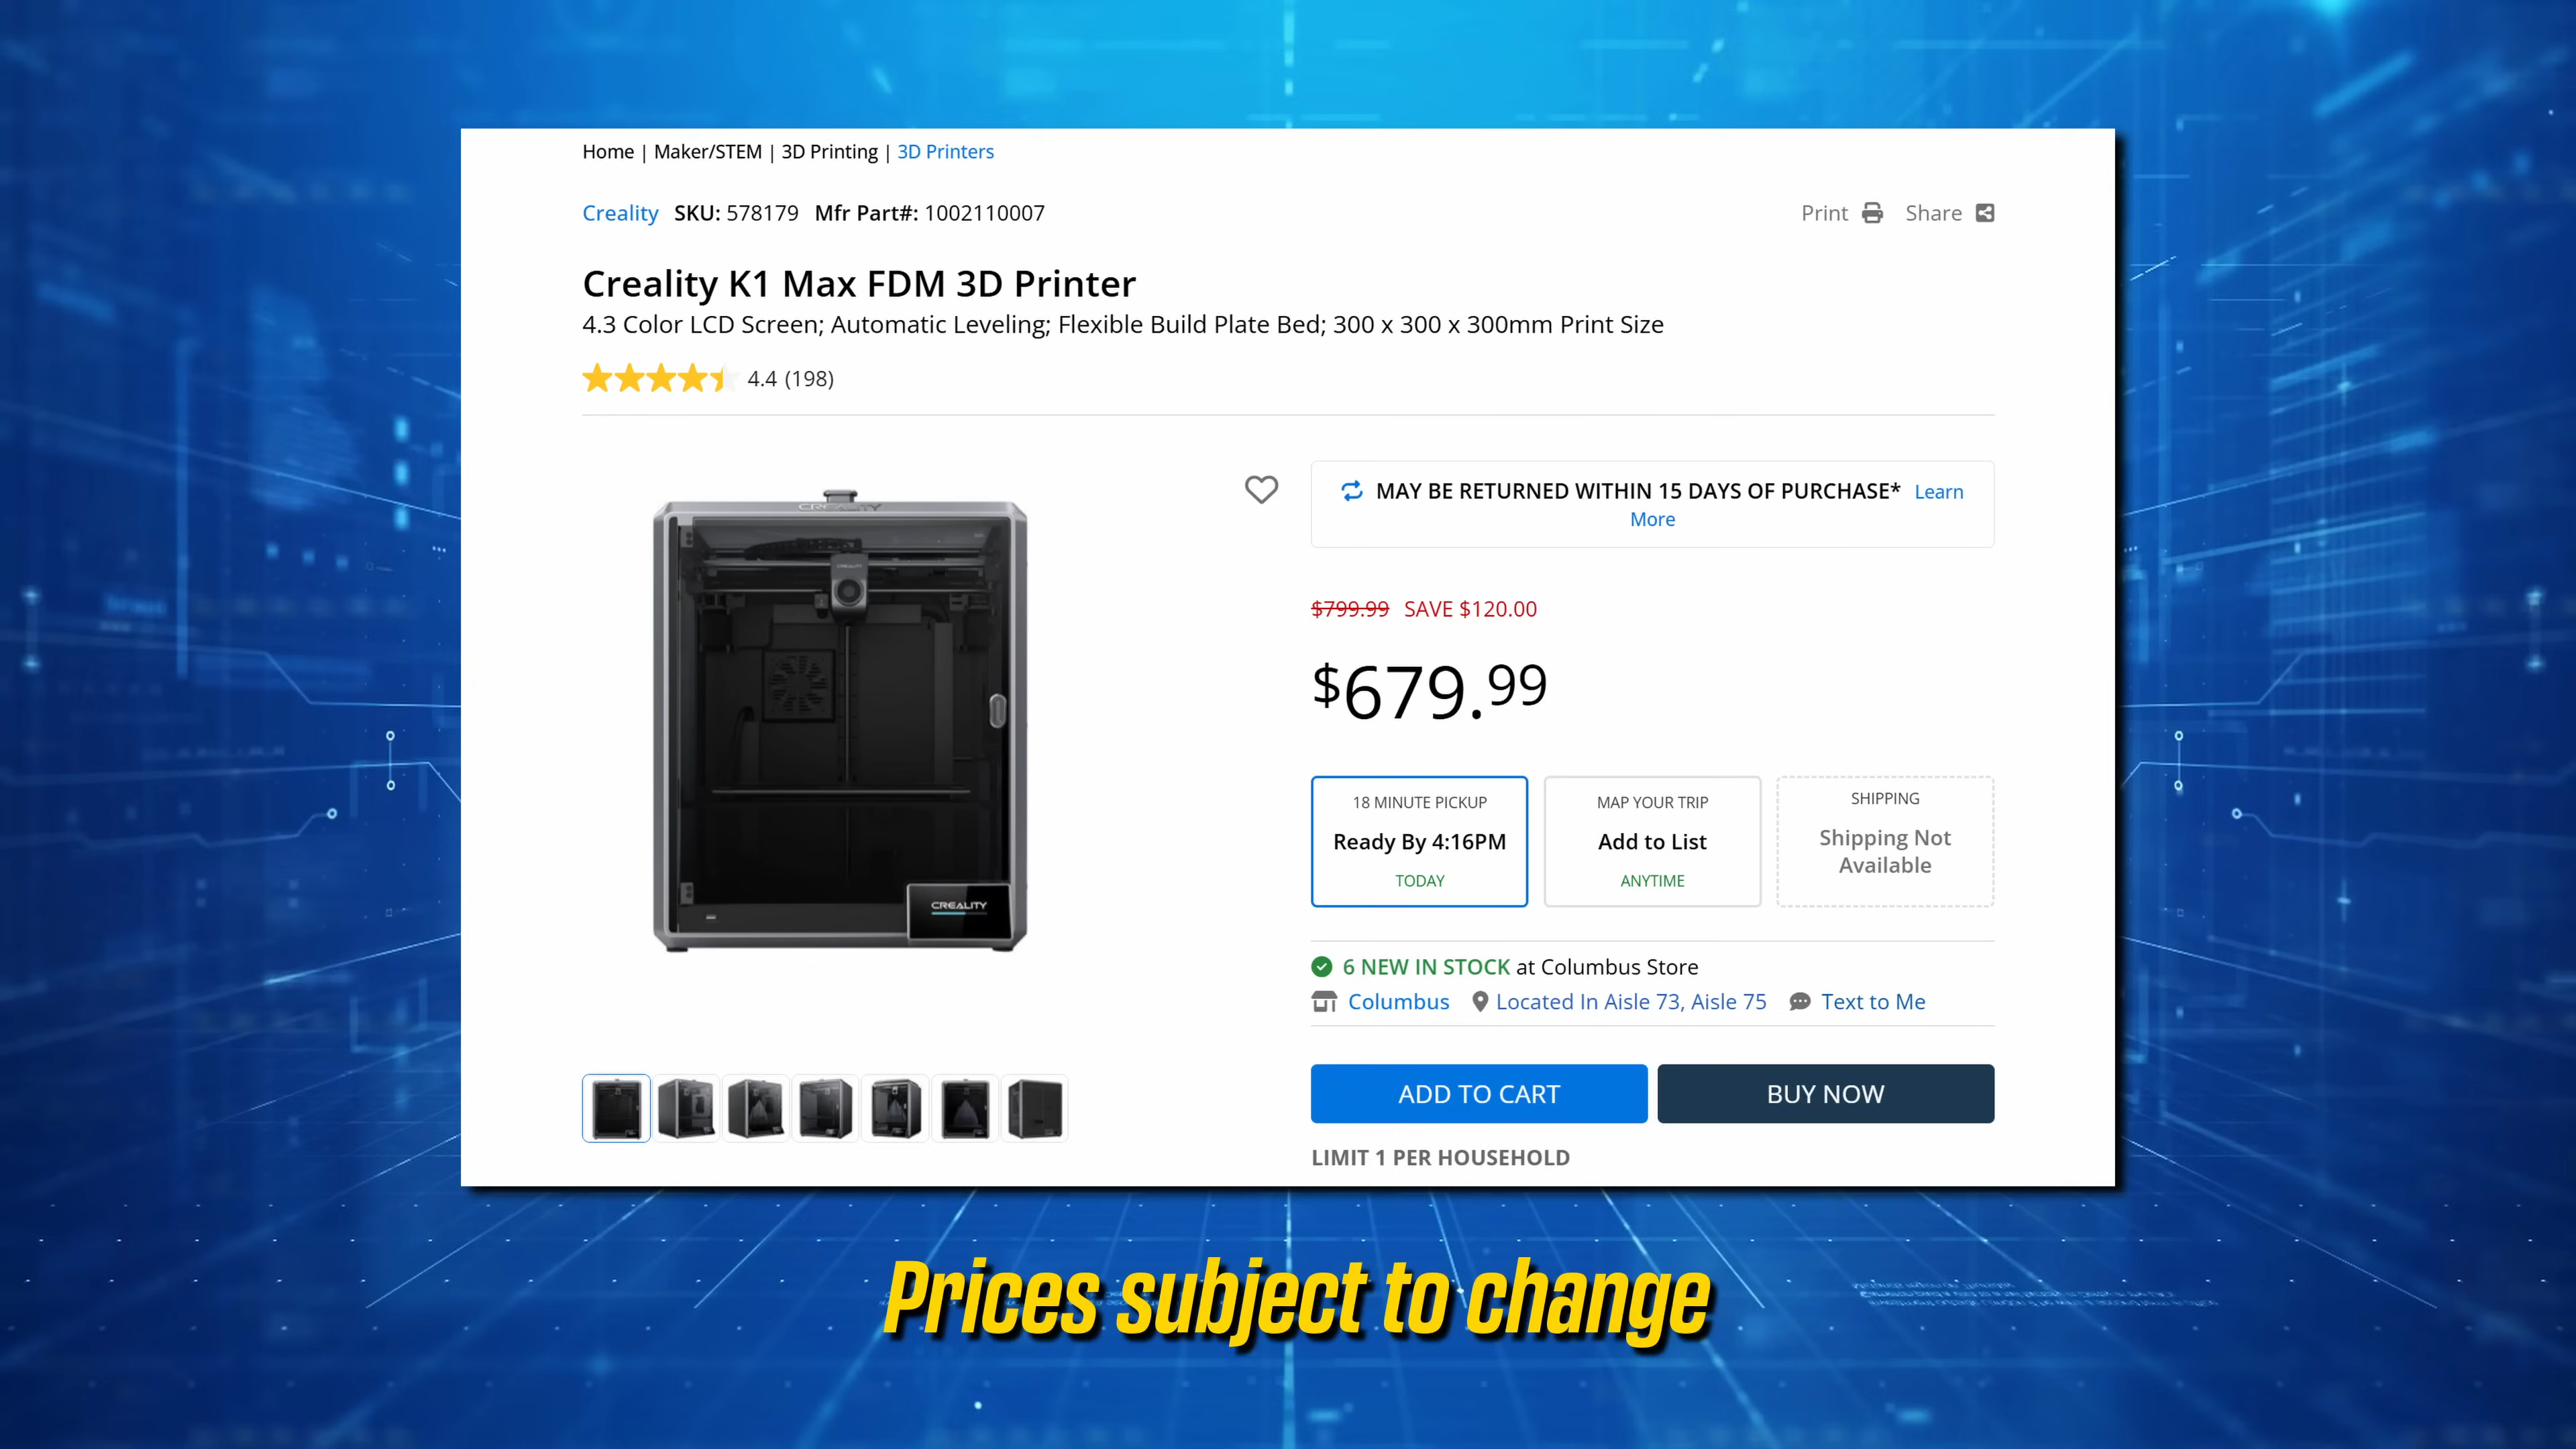 Home | Maker/STEM | 3D Printing | 3D Printers
Creality SKU: 578179 Mfr Part#: 1002110007
Print Share
Creality K1 Max FDM 3D Printer
4.3 Color LCD Screen; Automatic Leveling; Flexible Build Plate Bed; 300 x 300 x 300mm Print Size
4.4 (198)
CREALITY
CREALITY
CREALITY
MAY BE RETURNED WITHIN 15 DAYS OF PURCHASE* Learn
More
$799.99 SAVE $120.00
$679.99
18 MINUTE PICKUP
Ready By 4:16PM
TODAY
MAP YOUR TRIP
Add to List
ANYTIME
SHIPPING
Shipping Not
Available
6 NEW IN STOCK at Columbus Store
Columbus Located In Aisle 73, Aisle 75 Text to Me
ADD TO CART
BUY NOW
LIMIT 1 PER HOUSEHOLD
Prices subject to change